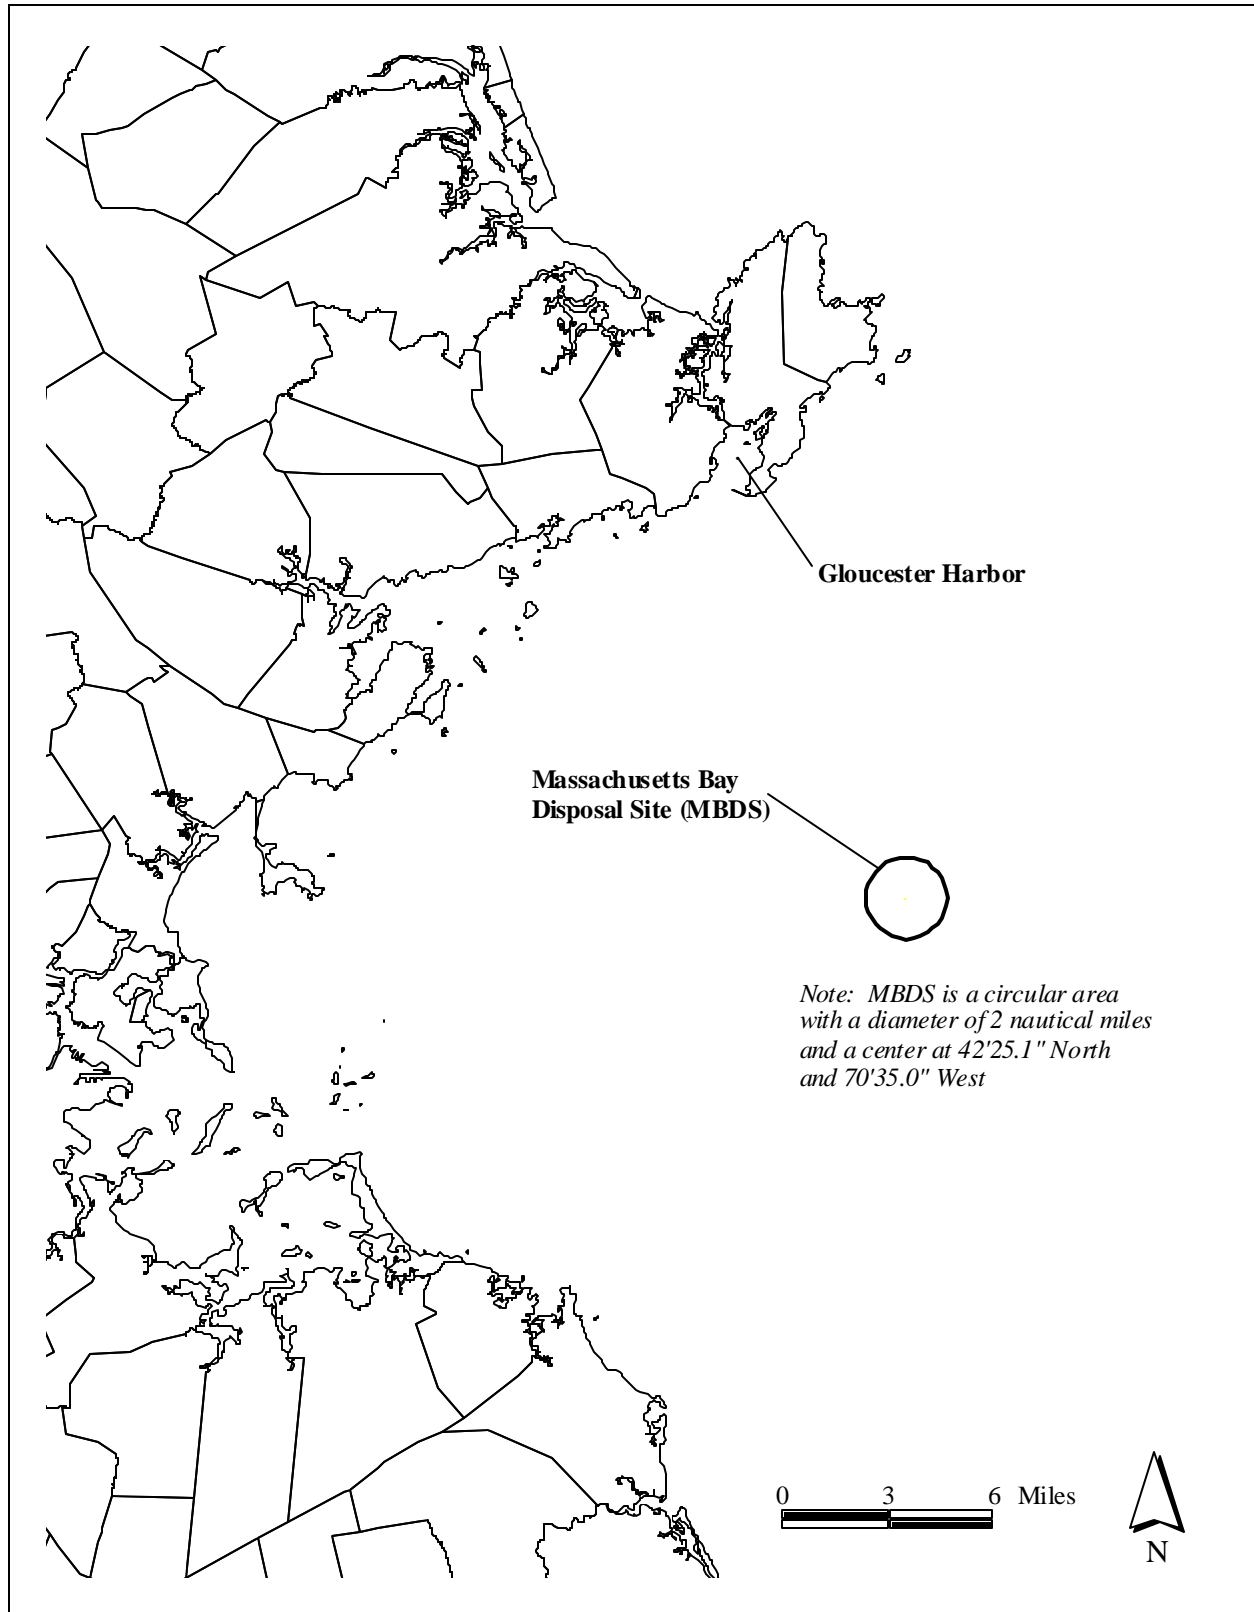 Gloucester Harbor
Massachusetts Bay
Disposal Site (MBDS)
Note:  MBDS is a circular area
with a diameter of 2 nautical miles
and a center at 42'25.1" North
and 70'35.0" West
0 3 6 Miles
N